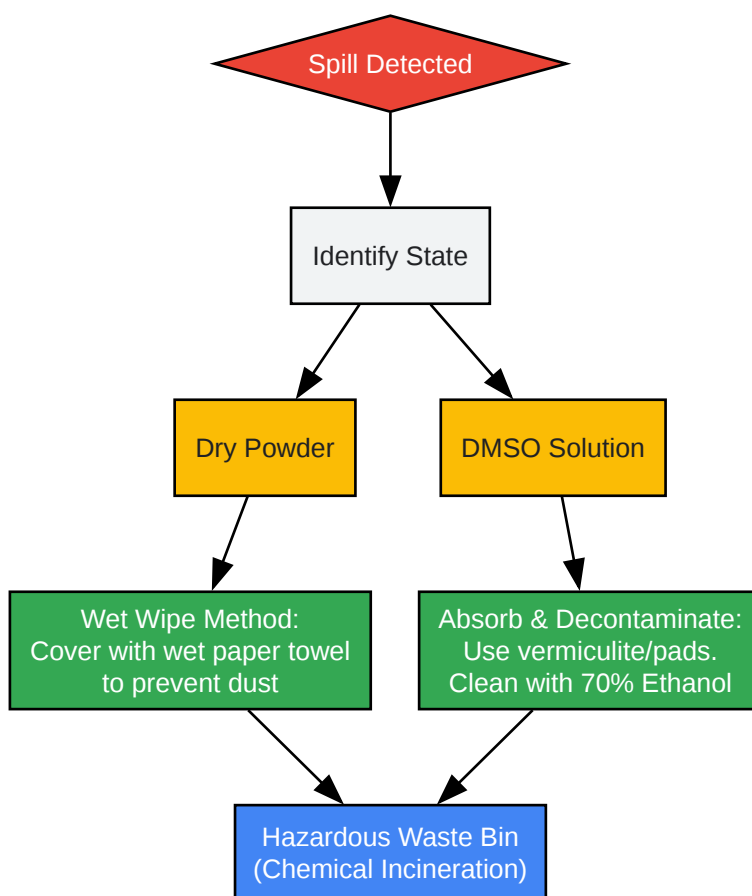 Spill Detected
Identify State
Dry Powder
DMSO Solution
Wet Wipe Method:
Cover with wet paper towel
to prevent dust
Absorb & Decontaminate:
Use vermiculite/pads.
Clean with 70% Ethanol
Hazardous Waste Bin
(Chemical Incineration)